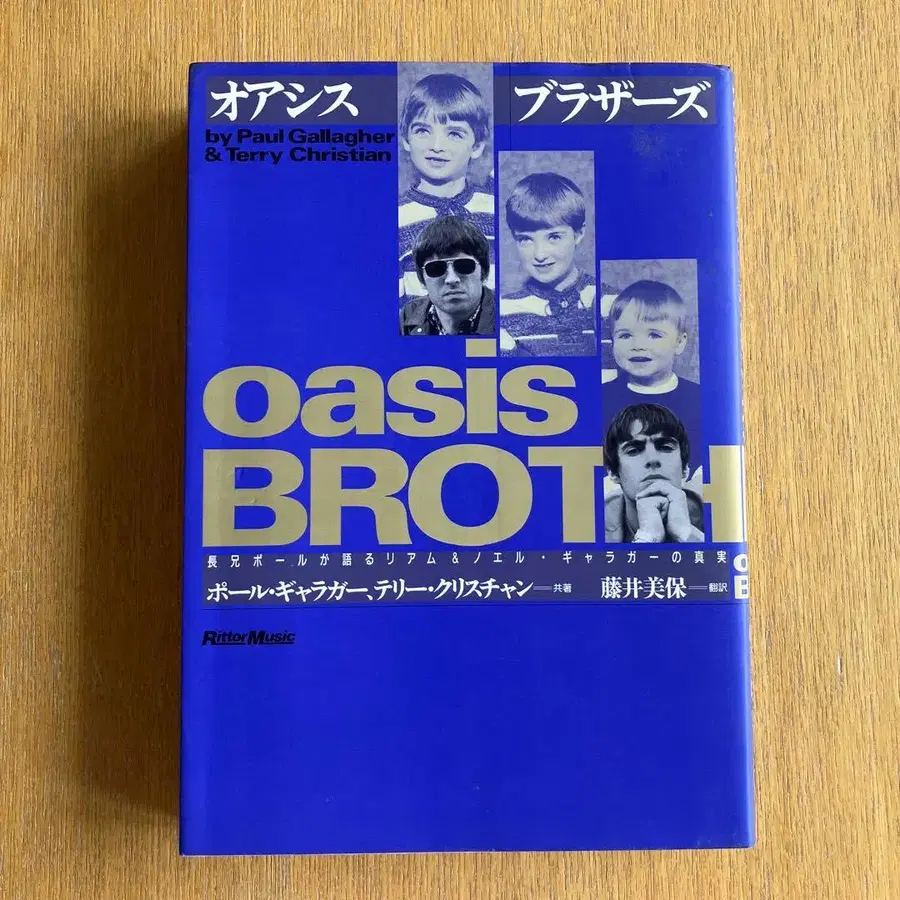 オアシス ブラザーズ
by Paul Gallagher
& Terry Christian
oasis
BROTH
長兄ポールが語るリアム&ノエル・ギャラガーの真実
ポール・ギャラガー、テリー・クリスチャン━共著 藤井美保━翻訳
RittorMusic
o
B